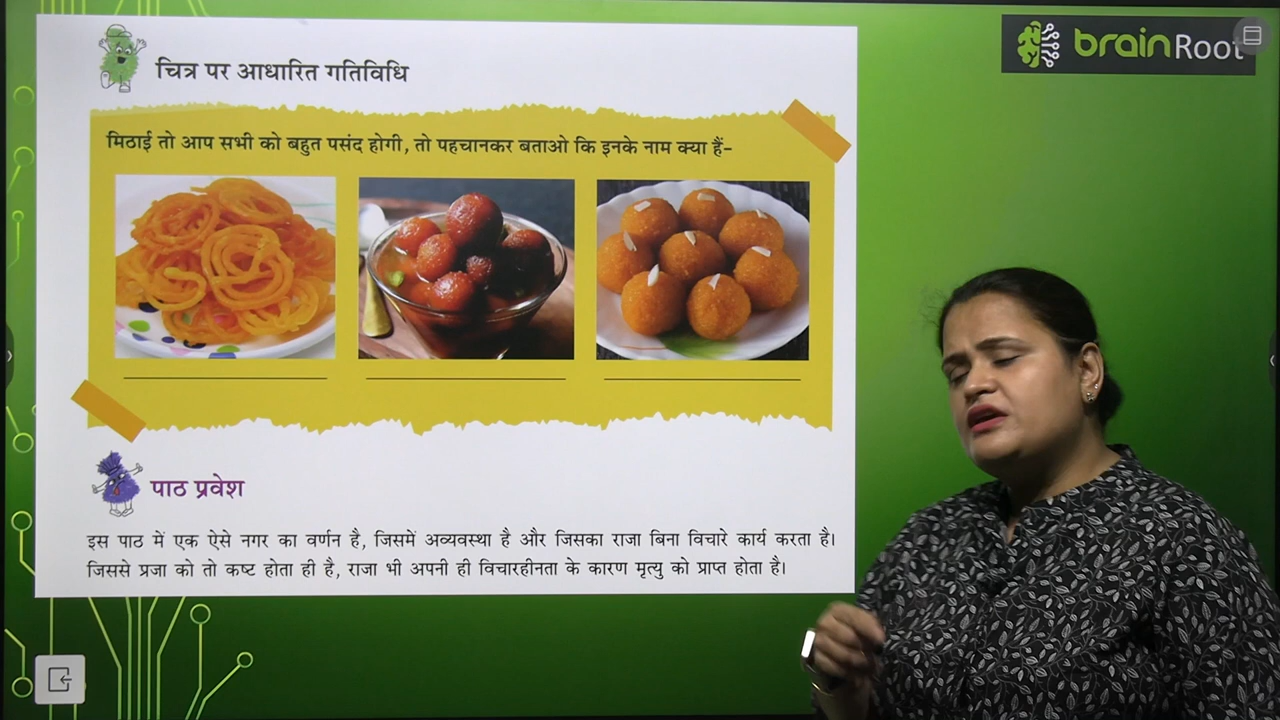 brainRoot
चित्र पर आधारित गतिविधि
मिठाई तो आप सभी को बहुत पसंद होगी, तो पहचानकर बताओ कि इनके नाम क्या हैं-
पाठ प्रवेश
इस पाठ में एक ऐसे नगर का वर्णन है, जिसमें अव्यवस्था है और जिसका राजा बिना विचारे कार्य करता है।
जिससे प्रजा को तो कष्ट होता ही है, राजा भी अपनी ही विचारहीनता के कारण मृत्यु को प्राप्त होता है।